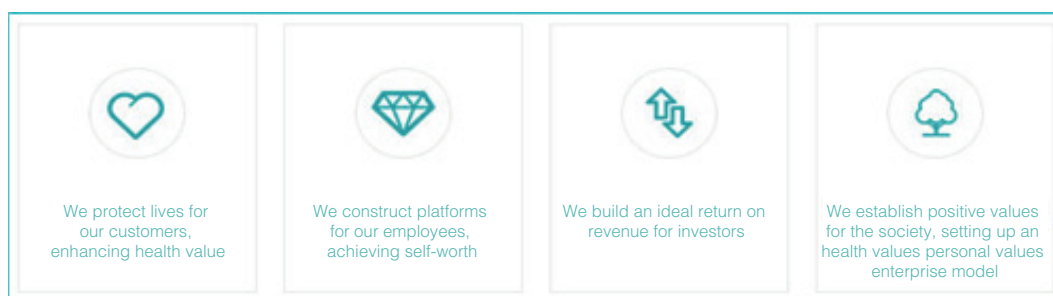 We protect lives for
our customers,
enhancing health value
We construct platforms
for our employees,
achieving self-worth
We build an ideal return on
revenue for investors
We establish positive values
for the society, setting up an
health values personal values
enterprise model